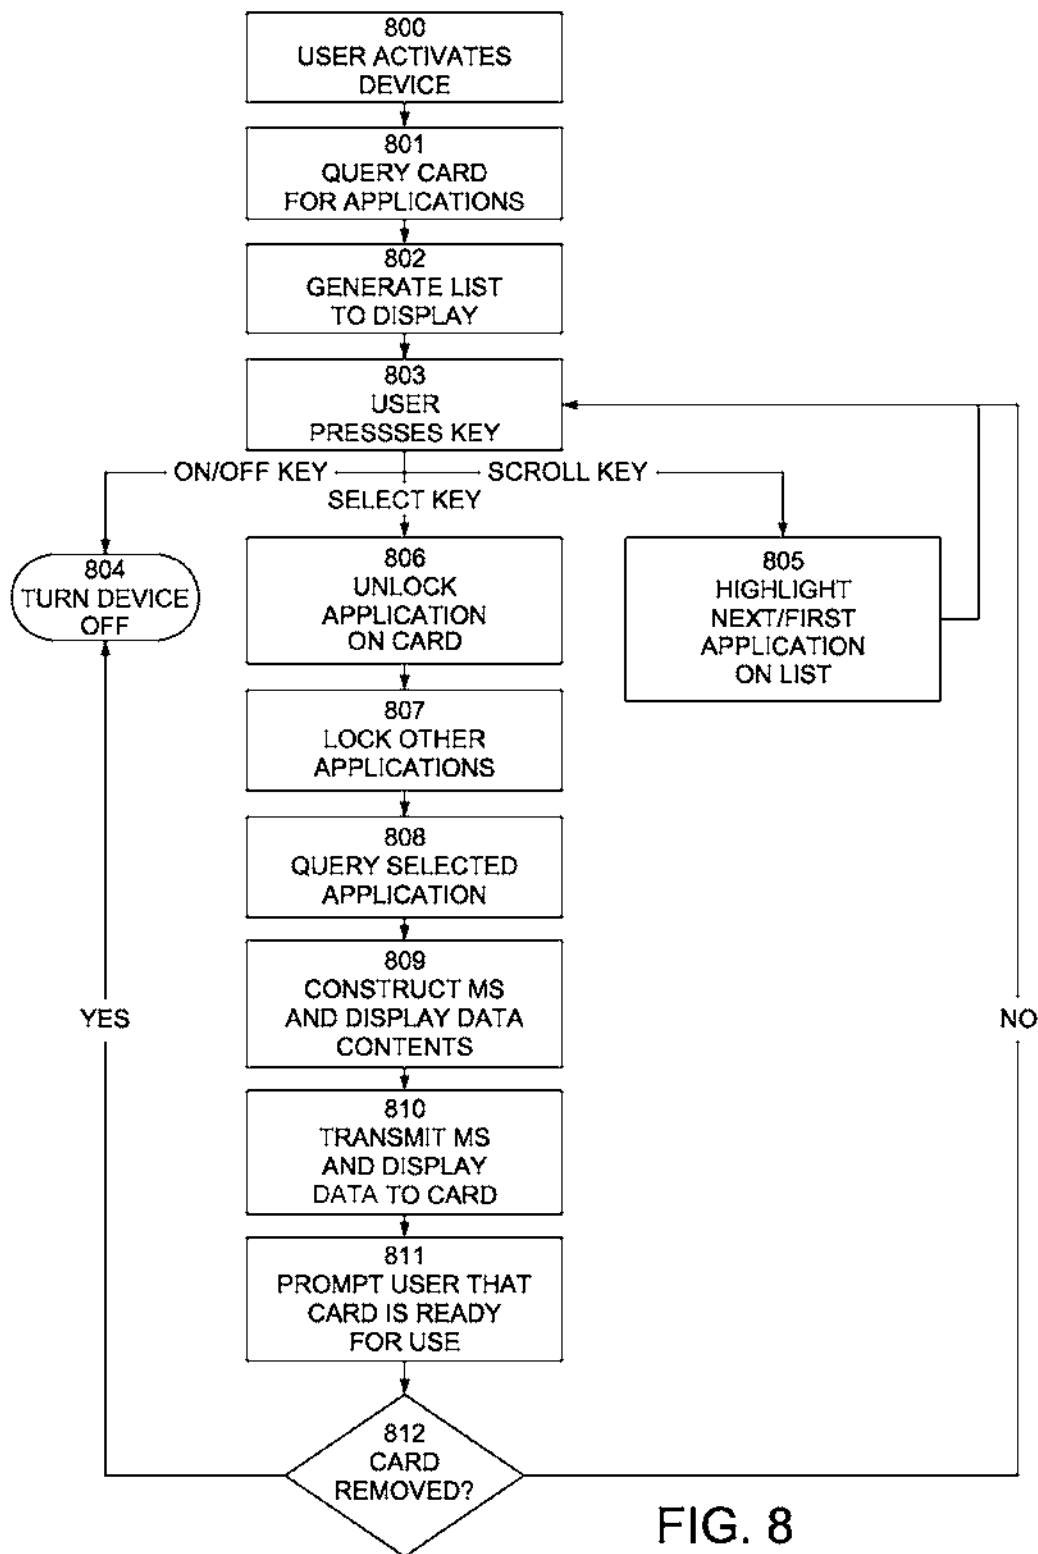 800
USER ACTIVATES
DEVICE
801
QUERY CARD
FOR APPLICATIONS
802
GENERATE LIST
TO DISPLAY
803
USER
PRESSSES KEY
ON/OFF KEY
SCROLL KEY
SELECT KEY
804
TURN DEVICE
OFF
806
UNLOCK
APPLICATION
ON CARD
805
HIGHLIGHT
NEXT/FIRST
APPLICATION
ON LIST
807
LOCK OTHER
APPLICATIONS
808
QUERY SELECTED
APPLICATION
809
CONSTRUCT MS
AND DISPLAY DATA
CONTENTS
YES
NO
810
TRANSMIT MS
AND DISPLAY
DATA TO CARD
811
PROMPT USER THAT
CARD IS READY
FOR USE
812
CARD
REMOVED?
FIG. 8